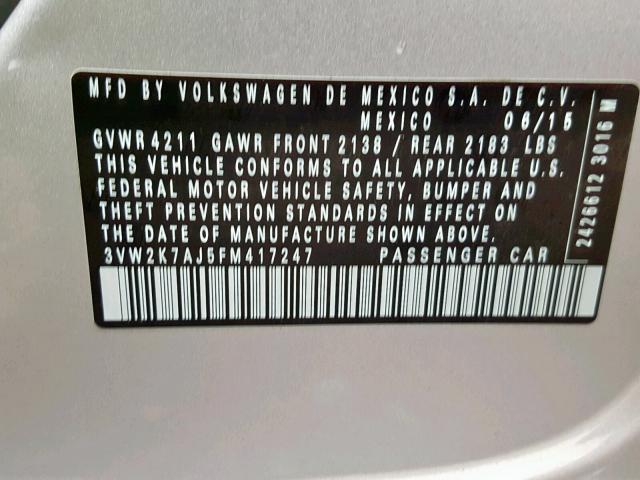 MFD BY VOLKSWAGEN DE MEXICO S.A. DE C.V.
MEXICO 06/15
GVWR 4211 GAWR FRONT 2138 / REAR 2183 LBS
THIS VEHICLE CONFORMS TO ALL APPLICABLE U.S.
FEDERAL MOTOR VEHICLE SAFETY, BUMPER AND
THEFT PREVENTION STANDARDS IN EFFECT ON
THE DATE OF MANUFACTURE SHOWN ABOVE.
3VW2K7AJ5FM417247 PASSENGER CAR
2426612 3016 M